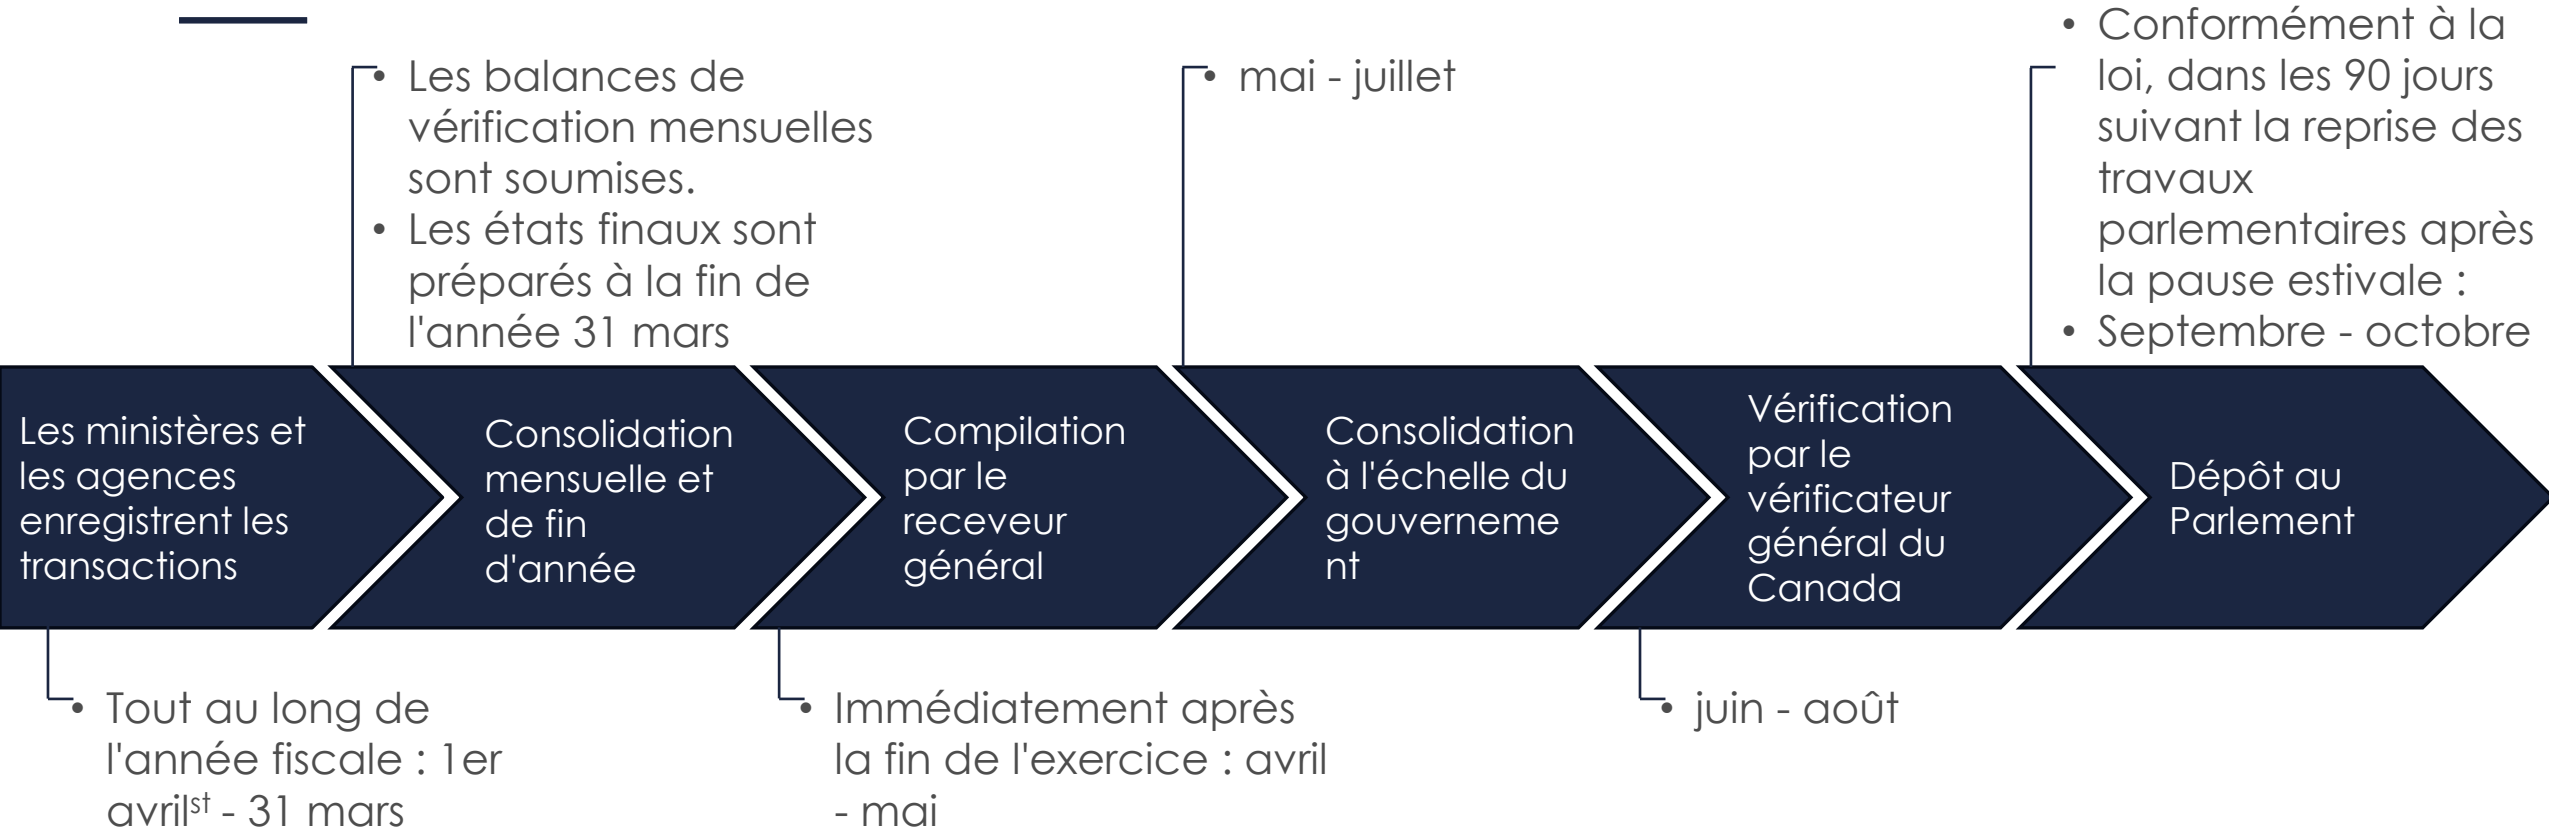 • Les balances de
vérification mensuelles
sont soumises.
• Les états finaux sont
préparés à la fin de
l'année 31 mars
• mai - juillet
• Conformément à la
loi, dans les 90 jours
suivant la reprise des
travaux
parlementaires après
la pause estivale :
• Septembre - octobre
Les ministères et
les agences
enregistrent les
transactions
Consolidation
mensuelle et
de fin
d'année
Compilation
par le
receveur
général
Consolidation
à l'échelle du
gouverneme
nt
Vérification
par le
vérificateur
général du
Canada
Dépôt au
Parlement
• Tout au long de
l'année fiscale : 1er
avrilst - 31 mars
• Immédiatement après
la fin de l'exercice : avril
- mai
• juin - août